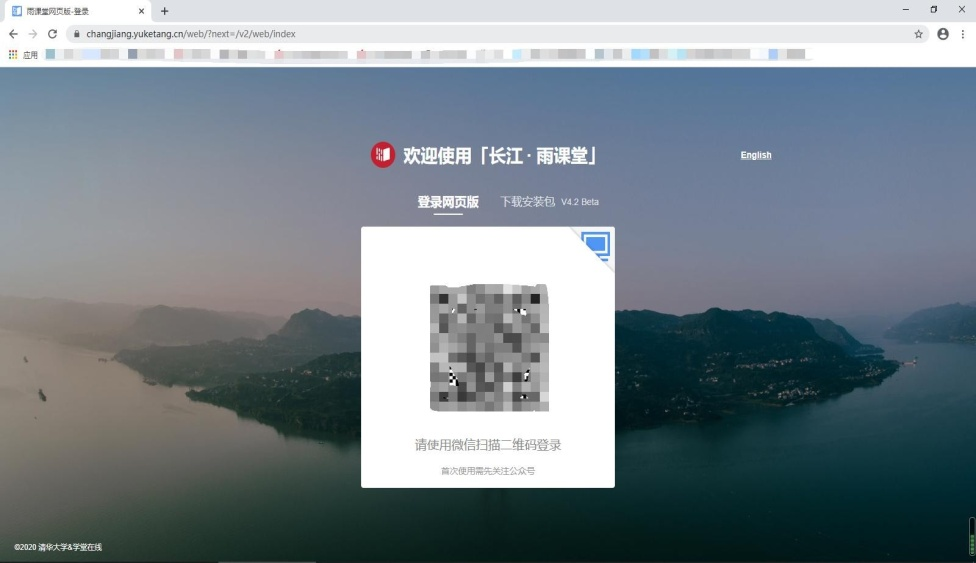 雨课堂网页版-登录
changjiang.yuketang.cn/web/?next=/v2/web/index
应用
欢迎使用「长江 · 雨课堂」
English
登录网页版 下载安装包 V4.2 Beta
请使用微信扫描二维码登录
首次使用需先关注公众号
©2020 清华大学&学堂在线